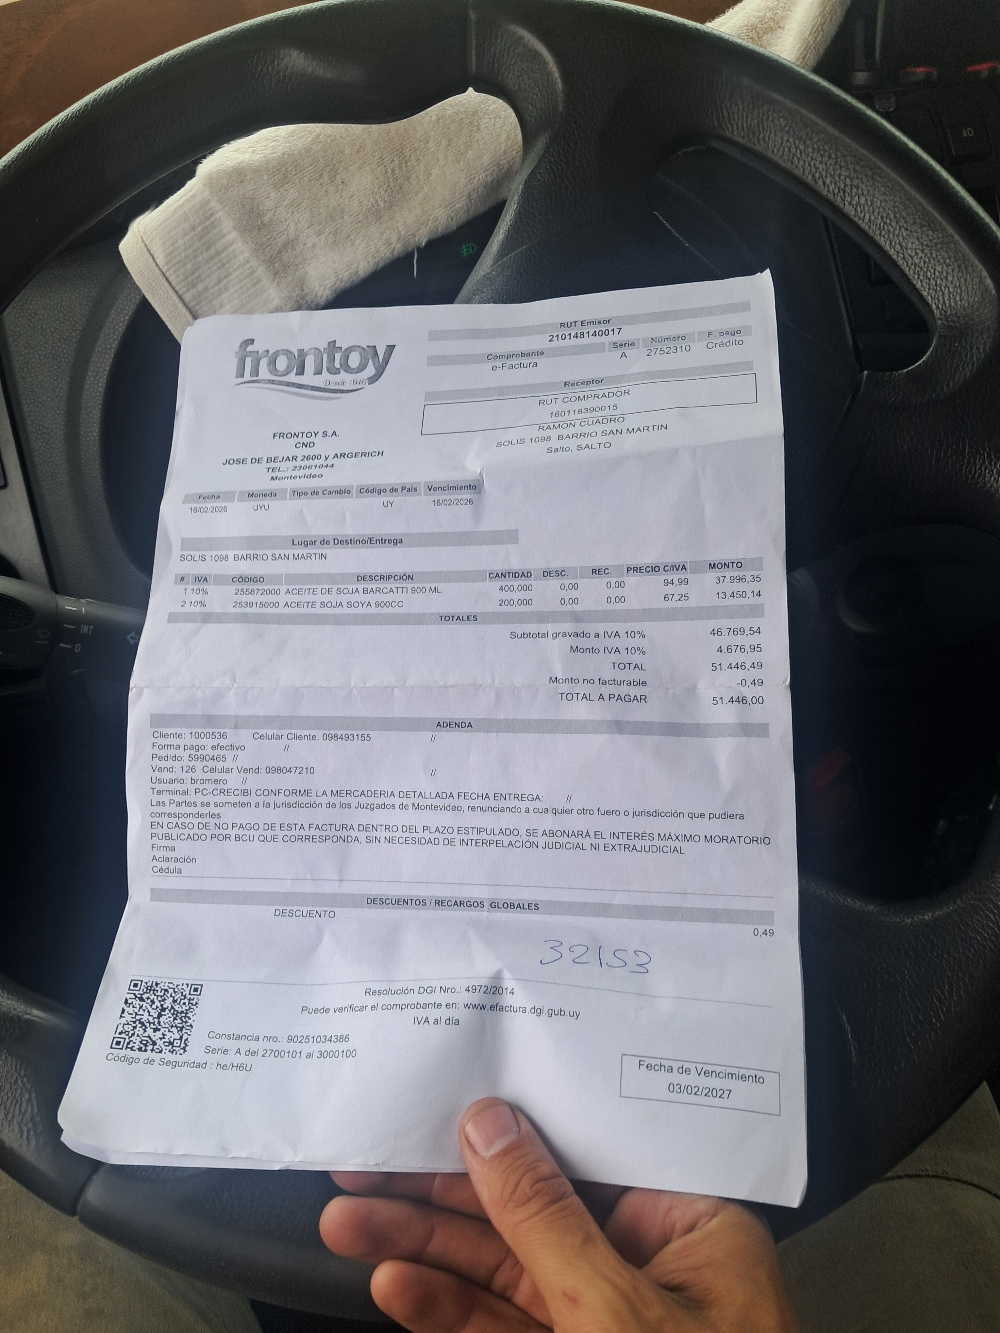 frontoy
Desde 1940
RUT Emisor
210148140017
Comprobante Serie Número F. pago
e-Factura A 2752310 Crédito
Receptor
RUT COMPRADOR
160118390015
RAMON CUADRO
SOLIS 1098 BARRIO SAN MARTIN
Salto, SALTO
FRONTOY S.A.
CND
JOSE DE BEJAR 2600 y ARGERICH
TEL.: 23061044
Montevideo
Fecha Moneda Tipo de Cambio Código de País Vencimiento
16/02/2026 UYU UY 16/02/2026
Lugar de Destino/Entrega
SOLIS 1098 BARRIO SAN MARTIN
# IVA CÓDIGO DESCRIPCIÓN CANTIDAD DESC. REC. PRECIO C/IVA MONTO
1 10% 255872000 ACEITE DE SOJA BARCATTI 900 ML 400,000 0,00 0,00 94,99 37.996,35
2 10% 253915000 ACEITE SOJA SOYA 900CC 200,000 0,00 0,00 67,25 13.450,14
TOTALES
Subtotal gravado a IVA 10% 46.769,54
Monto IVA 10% 4.676,95
TOTAL 51.446,49
Monto no facturable -0,49
TOTAL A PAGAR 51.446,00
ADENDA
Cliente: 1000536 Celular Cliente: 098493155 //
Forma pago: efectivo //
Pedido: 5990465 //
Vend: 126 Celular Vend: 098047210 //
Usuario: bromero //
Terminal: PC-CRECIBI CONFORME LA MERCADERIA DETALLADA FECHA ENTREGA: //
Las Partes se someten a la jurisdicción de los Juzgados de Montevideo, renunciando a cua quier otro fuero o jurisdicción que pudiera
corresponderles
EN CASO DE NO PAGO DE ESTA FACTURA DENTRO DEL PLAZO ESTIPULADO, SE ABONARÁ EL INTERÉS MÁXIMO MORATORIO
PUBLICADO POR BCU QUE CORRESPONDA, SIN NECESIDAD DE INTERPELACIÓN JUDICIAL NI EXTRAJUDICIAL
Firma
Aclaración
Cédula
DESCUENTOS / RECARGOS GLOBALES
DESCUENTO 0,49
32153
Resolución DGI Nro.: 4972/2014
Puede verificar el comprobante en: www.efactura.dgi.gub.uy
IVA al día
Constancia nro.: 90251034386
Serie: A del 2700101 al 3000100
Código de Seguridad : he/H6U
Fecha de Vencimiento
03/02/2027
INT
0